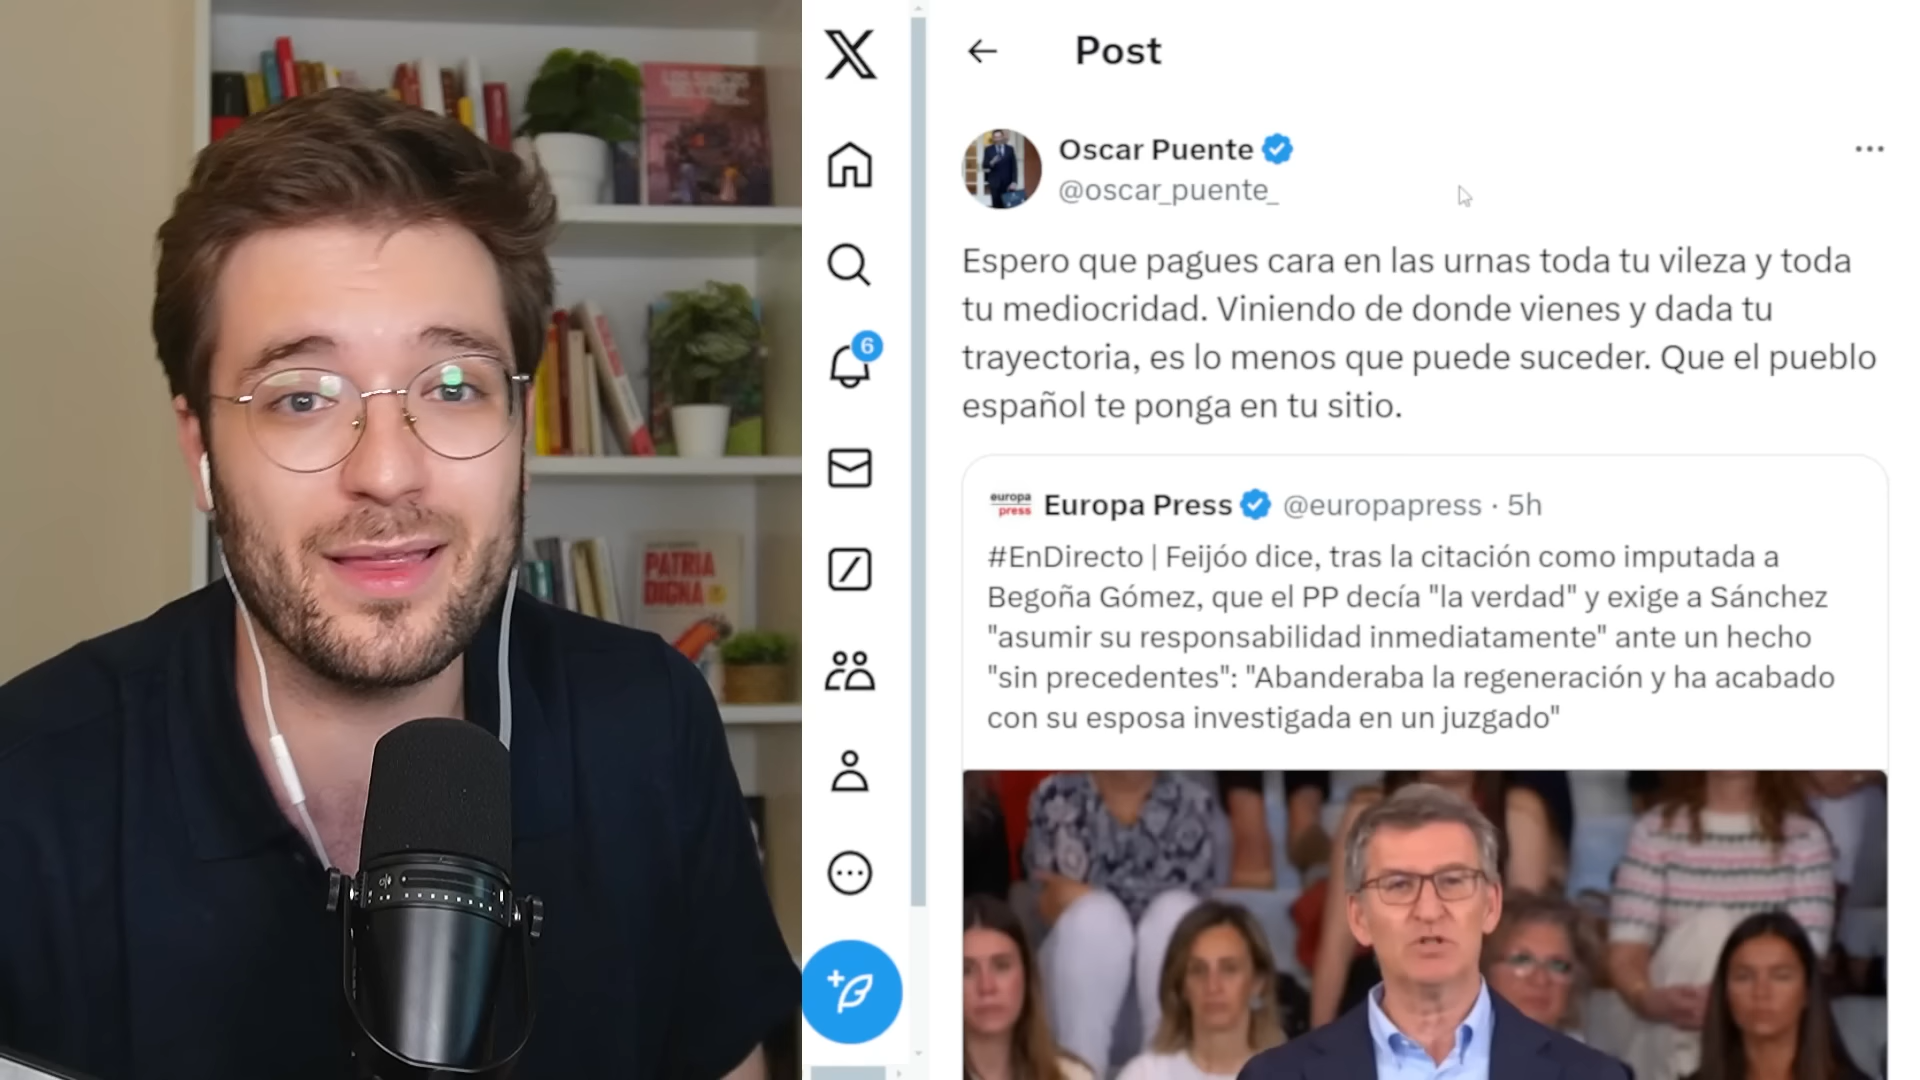 LOS SURCOS
DEL AZAR
PATRIA
DIGNA
6
Post
Oscar Puente
@oscar_puente_
Espero que pagues cara en las urnas toda tu vileza y toda
tu mediocridad. Viniendo de donde vienes y dada tu
trayectoria, es lo menos que puede suceder. Que el pueblo
español te ponga en tu sitio.
europa
press
Europa Press @europapress · 5h
#EnDirecto | Feijóo dice, tras la citación como imputada a
Begoña Gómez, que el PP decía "la verdad" y exige a Sánchez
"asumir su responsabilidad inmediatamente" ante un hecho
"sin precedentes": "Abanderaba la regeneración y ha acabado
con su esposa investigada en un juzgado"